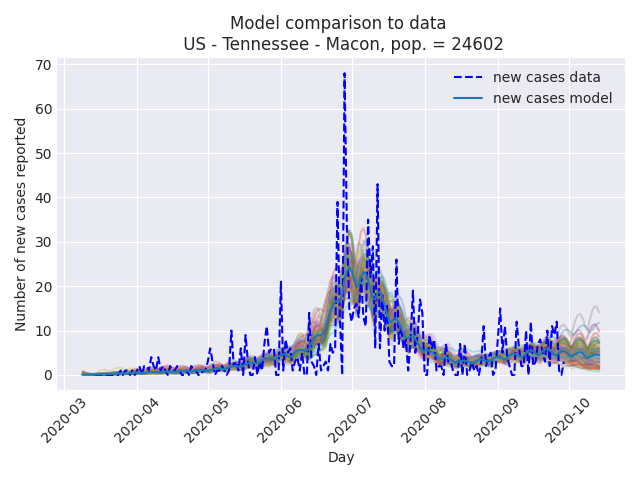 Model comparison to data
US - Tennessee - Macon, pop. = 24602
new cases data
new cases model
Number of new cases reported
70
60
50
40
30
20
10
0
2020-03
2020-04
2020-05
2020-06
2020-07
2020-08
2020-09
2020-10
Day